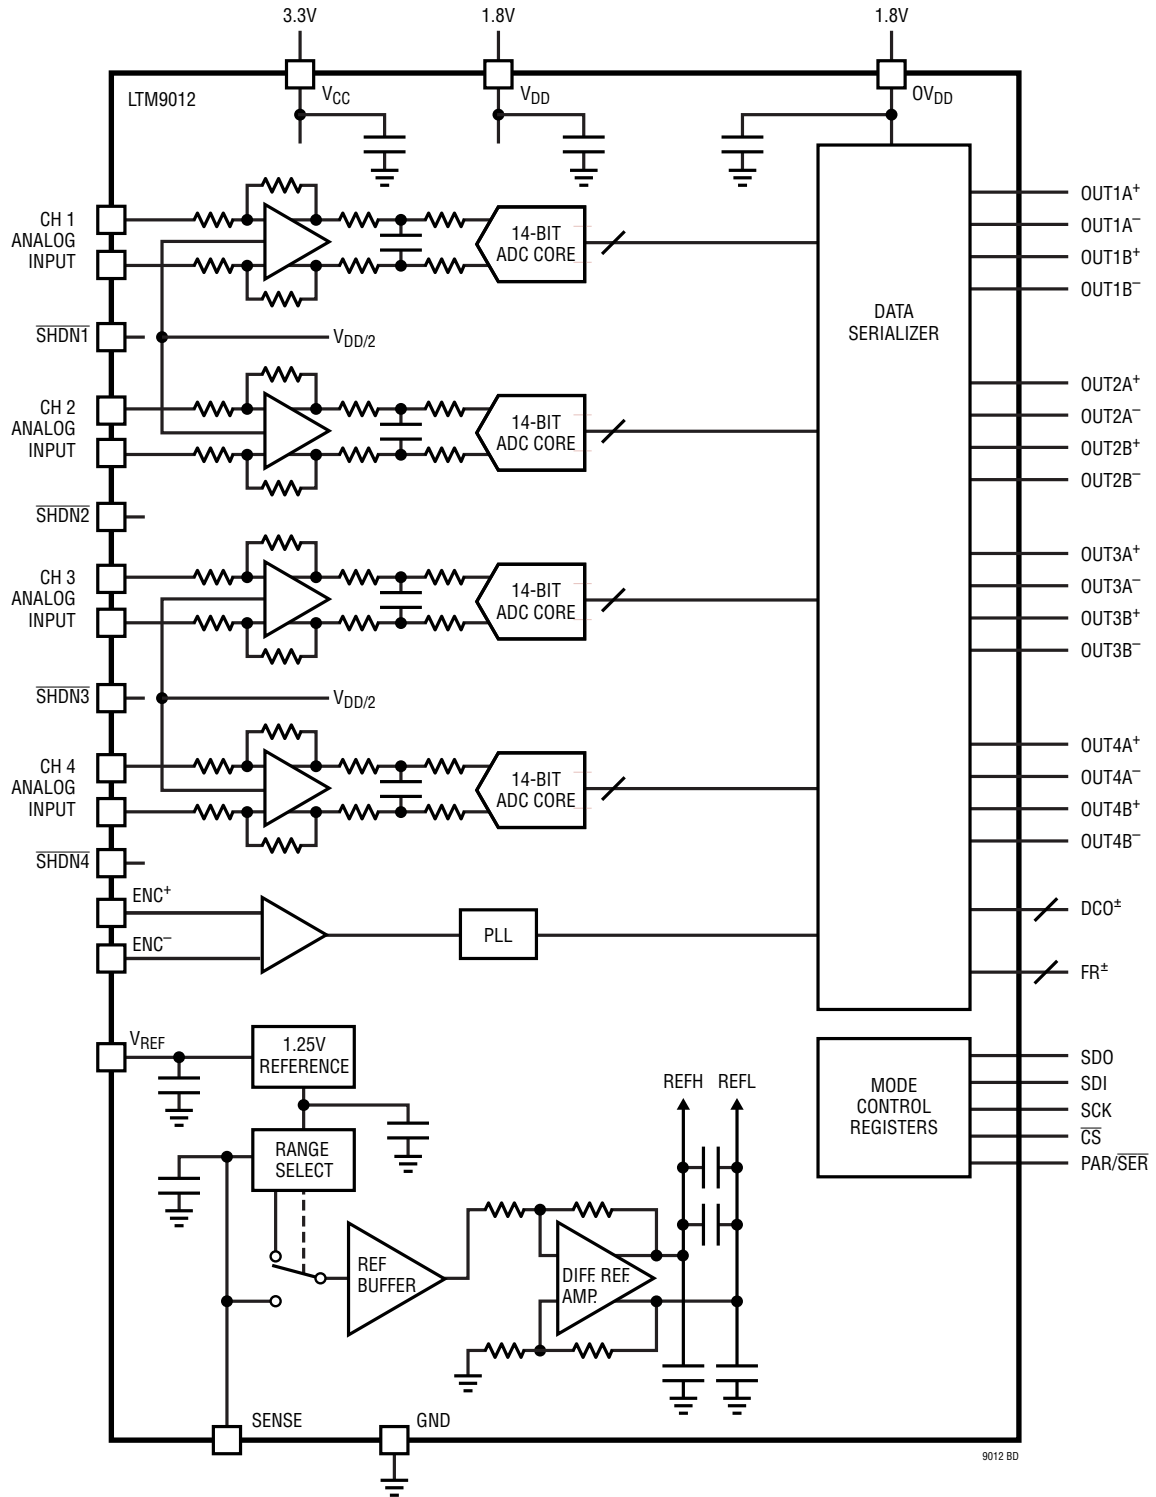 3.3V
1.8V
1.8V
LTM9012
VCC
VDD
OVDD
CH 1
ANALOG
INPUT
14-BIT
ADC CORE
DATA
SERIALIZER
OUT1A+
OUT1A–
OUT1B+
OUT1B–
SHDN1
VDD/2
CH 2
ANALOG
INPUT
14-BIT
ADC CORE
OUT2A+
OUT2A–
OUT2B+
OUT2B–
SHDN2
CH 3
ANALOG
INPUT
14-BIT
ADC CORE
OUT3A+
OUT3A–
OUT3B+
OUT3B–
SHDN3
VDD/2
CH 4
ANALOG
INPUT
14-BIT
ADC CORE
OUT4A+
OUT4A–
OUT4B+
OUT4B–
SHDN4
ENC+
ENC–
PLL
DCO±
FR±
VREF
1.25V
REFERENCE
RANGE
SELECT
REFH
REFL
MODE
CONTROL
REGISTERS
SDO
SDI
SCK
CS
PAR/SER
REF
BUFFER
DIFF. REF.
AMP.
SENSE
GND
9012 BD